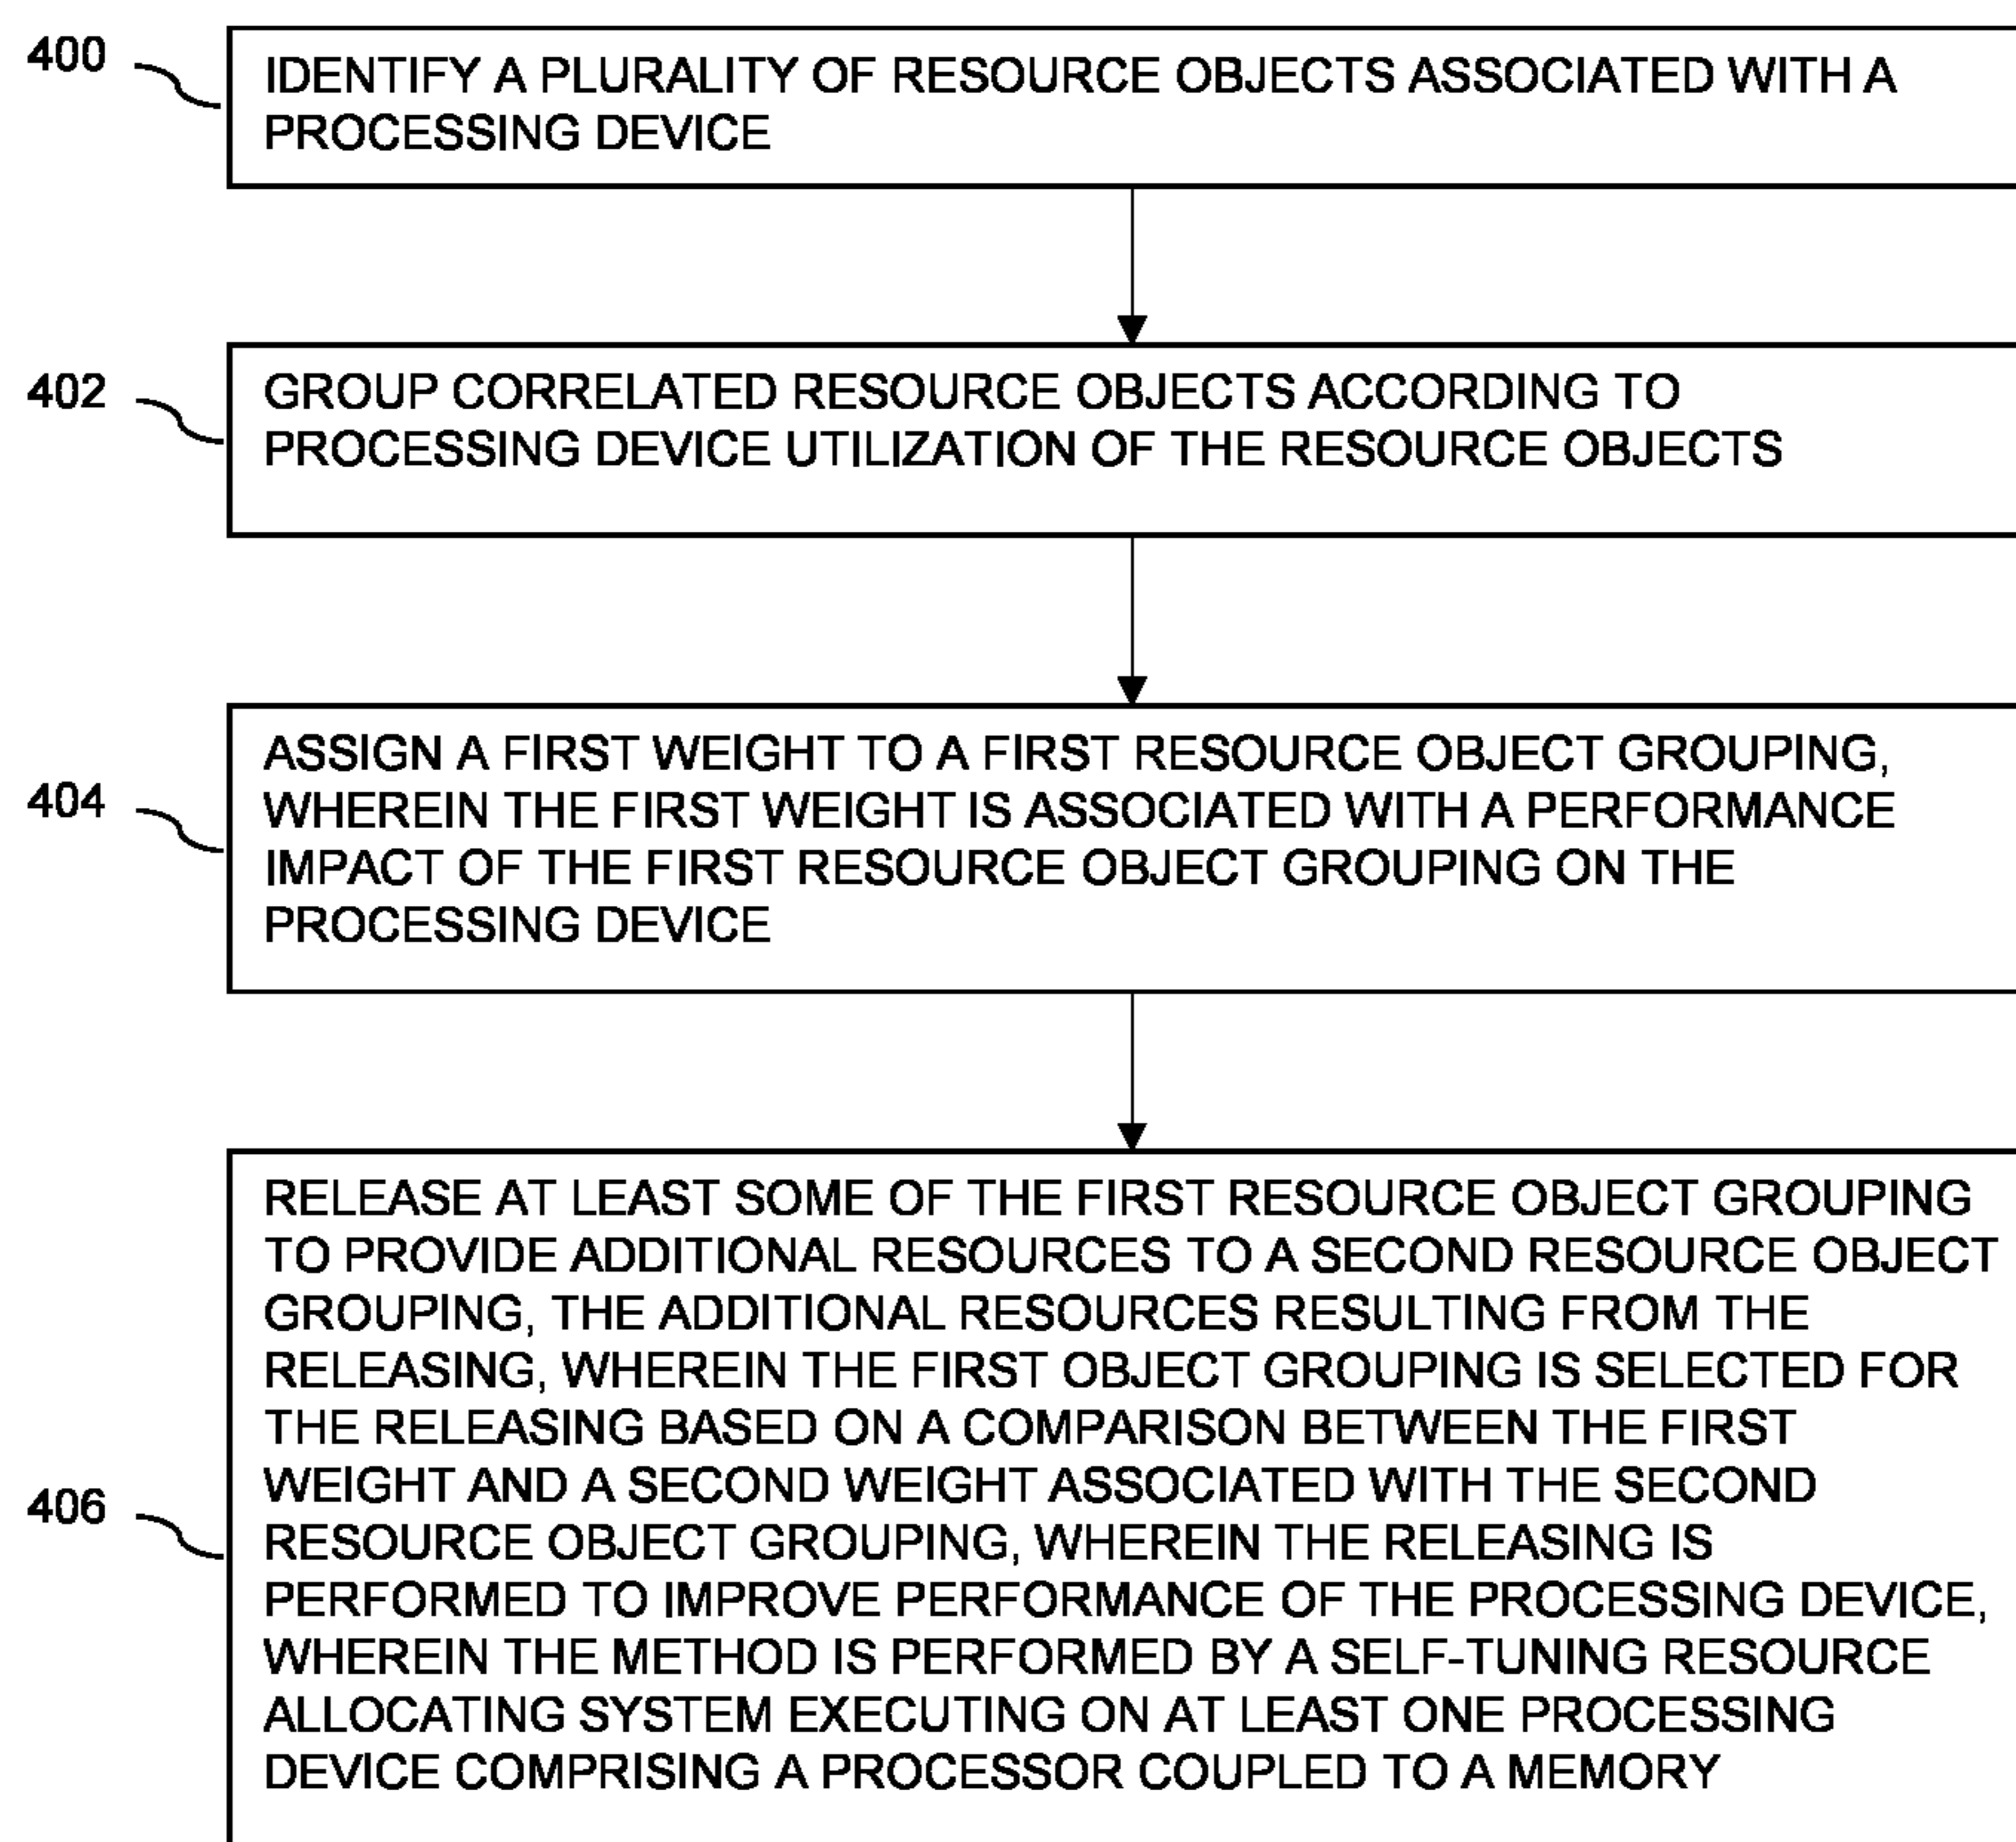 400
IDENTIFY A PLURALITY OF RESOURCE OBJECTS ASSOCIATED WITH A
PROCESSING DEVICE
402
GROUP CORRELATED RESOURCE OBJECTS ACCORDING TO
PROCESSING DEVICE UTILIZATION OF THE RESOURCE OBJECTS
404
ASSIGN A FIRST WEIGHT TO A FIRST RESOURCE OBJECT GROUPING,
WHEREIN THE FIRST WEIGHT IS ASSOCIATED WITH A PERFORMANCE
IMPACT OF THE FIRST RESOURCE OBJECT GROUPING ON THE
PROCESSING DEVICE
406
RELEASE AT LEAST SOME OF THE FIRST RESOURCE OBJECT GROUPING
TO PROVIDE ADDITIONAL RESOURCES TO A SECOND RESOURCE OBJECT
GROUPING, THE ADDITIONAL RESOURCES RESULTING FROM THE
RELEASING, WHEREIN THE FIRST OBJECT GROUPING IS SELECTED FOR
THE RELEASING BASED ON A COMPARISON BETWEEN THE FIRST
WEIGHT AND A SECOND WEIGHT ASSOCIATED WITH THE SECOND
RESOURCE OBJECT GROUPING, WHEREIN THE RELEASING IS
PERFORMED TO IMPROVE PERFORMANCE OF THE PROCESSING DEVICE,
WHEREIN THE METHOD IS PERFORMED BY A SELF-TUNING RESOURCE
ALLOCATING SYSTEM EXECUTING ON AT LEAST ONE PROCESSING
DEVICE COMPRISING A PROCESSOR COUPLED TO A MEMORY